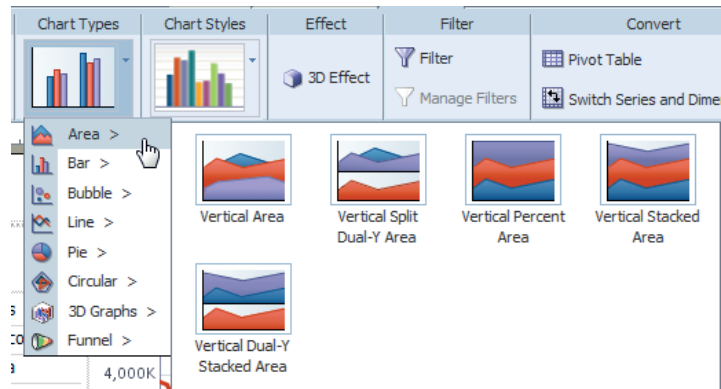 Chart Types
Chart Styles
Effect
Filter
Convert
3D Effect
Filter
Manage Filters
Pivot Table
Switch Series and Dime
Area >
Bar >
Bubble >
Line >
Pie >
Circular >
3D Graphs >
Funnel >
Vertical Area
Vertical Split
Dual-Y Area
Vertical Percent
Area
Vertical Stacked
Area
Vertical Dual-Y
Stacked Area
4,000K